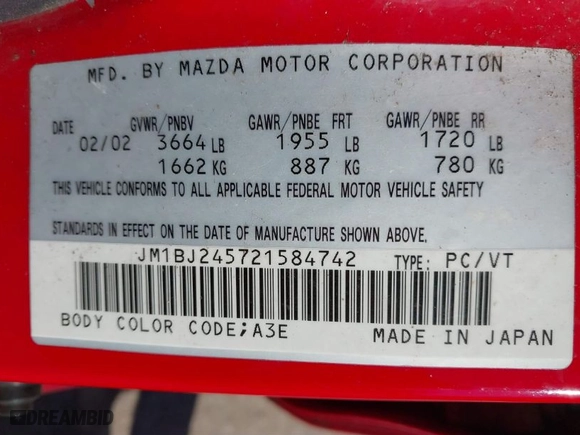 MFD. BY MAZDA MOTOR CORPORATION
DATE GVWR/PNBV GAWR/PNBE FRT GAWR/PNBE RR
02/02 3664 LB 1955 LB 1720 LB
1662 KG 887 KG 780 KG
THIS VEHICLE CONFORMS TO ALL APPLICABLE FEDERAL MOTOR VEHICLE SAFETY
STANDARDS IN EFFECT ON THE DATE OF MANUFACTURE SHOWN ABOVE.
JM1BJ245721584742 TYPE: PC/VT
BODY COLOR CODE;A3E MADE IN JAPAN
DREAMBID